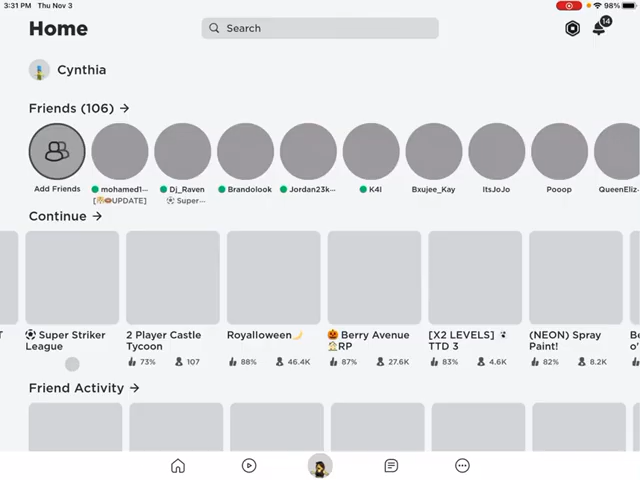 3:31 PM Thu Nov 3
98%
Home
Search
14
Cynthia
Friends (106) →
Add Friends
mohamed1...
Dj_Raven
Brandolook
Jordan23k...
K4I
Bxujee_Kay
ItsJoJo
Pooop
QueenEliz-
UPDATE]
Super...
Continue →
⚽ Super Striker League
2 Player Castle Tycoon
Royalloween🌙
🎃 Berry Avenue 🏠RP
[X2 LEVELS]
TTD 3
(NEON) Spray Paint!
73%
107
88%
46.4K
87%
27.6K
83%
4.6K
82%
8.2K
Friend Activity →